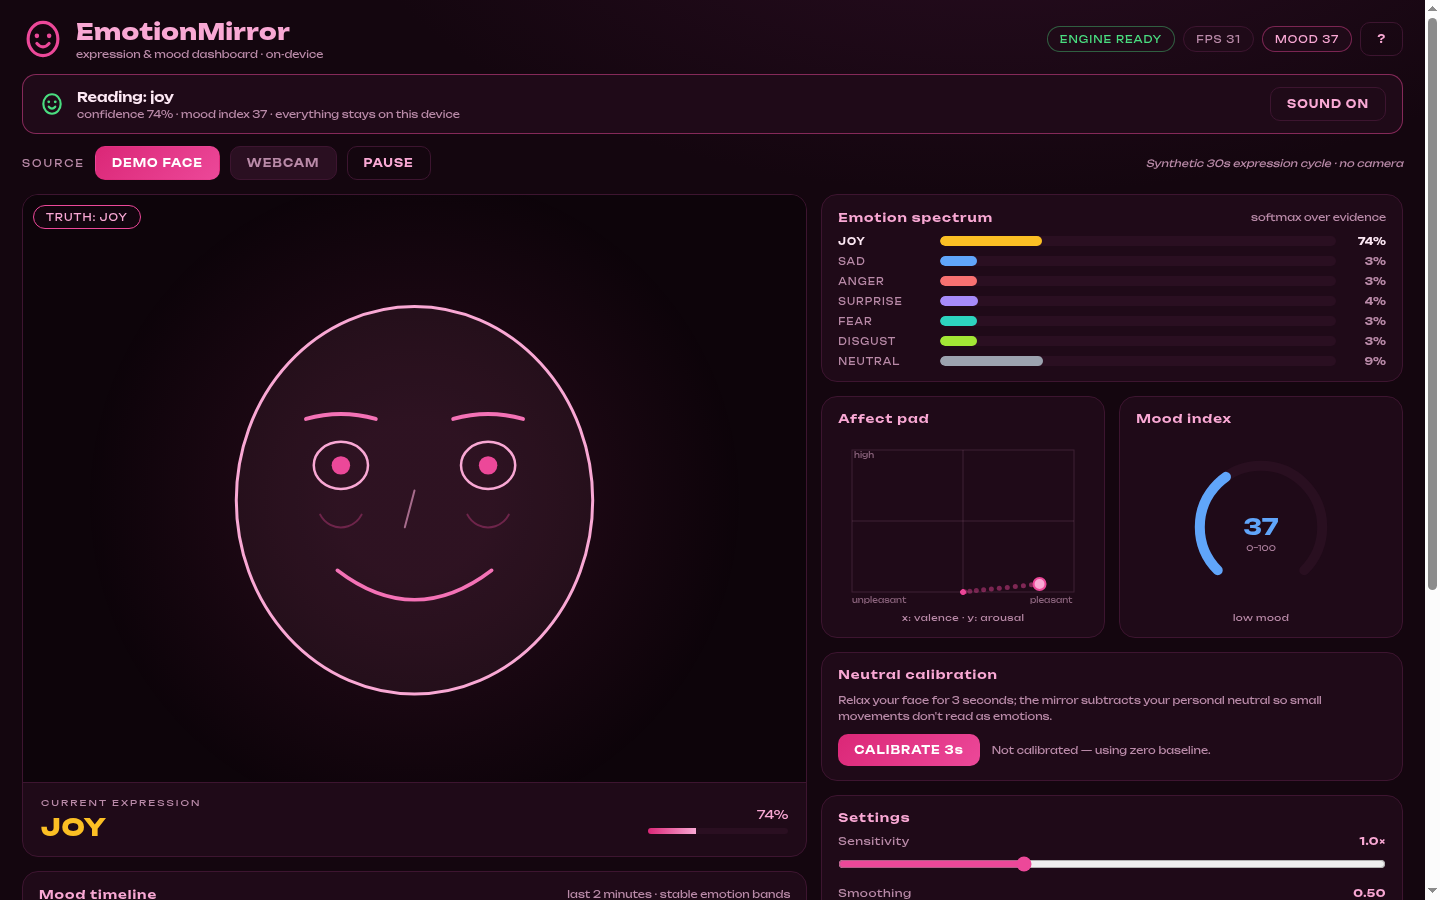 EmotionMirror
expression & mood dashboard · on-device
ENGINE READY
FPS 31
MOOD 37
?
Reading: joy
confidence 74% · mood index 37 · everything stays on this device
SOUND ON
SOURCE
DEMO FACE
WEBCAM
PAUSE
Synthetic 30s expression cycle · no camera
TRUTH: JOY
CURRENT EXPRESSION
JOY
74%
Mood timeline
last 2 minutes · stable emotion bands
Emotion spectrum
softmax over evidence
JOY 74%
SAD 3%
ANGER 3%
SURPRISE 4%
FEAR 3%
DISGUST 3%
NEUTRAL 9%
Affect pad
high
unpleasant
pleasant
x: valence · y: arousal
Mood index
37
0–100
low mood
Neutral calibration
Relax your face for 3 seconds; the mirror subtracts your personal neutral so small
movements don't read as emotions.
CALIBRATE 3s
Not calibrated — using zero baseline.
Settings
Sensitivity 1.0×
Smoothing 0.50